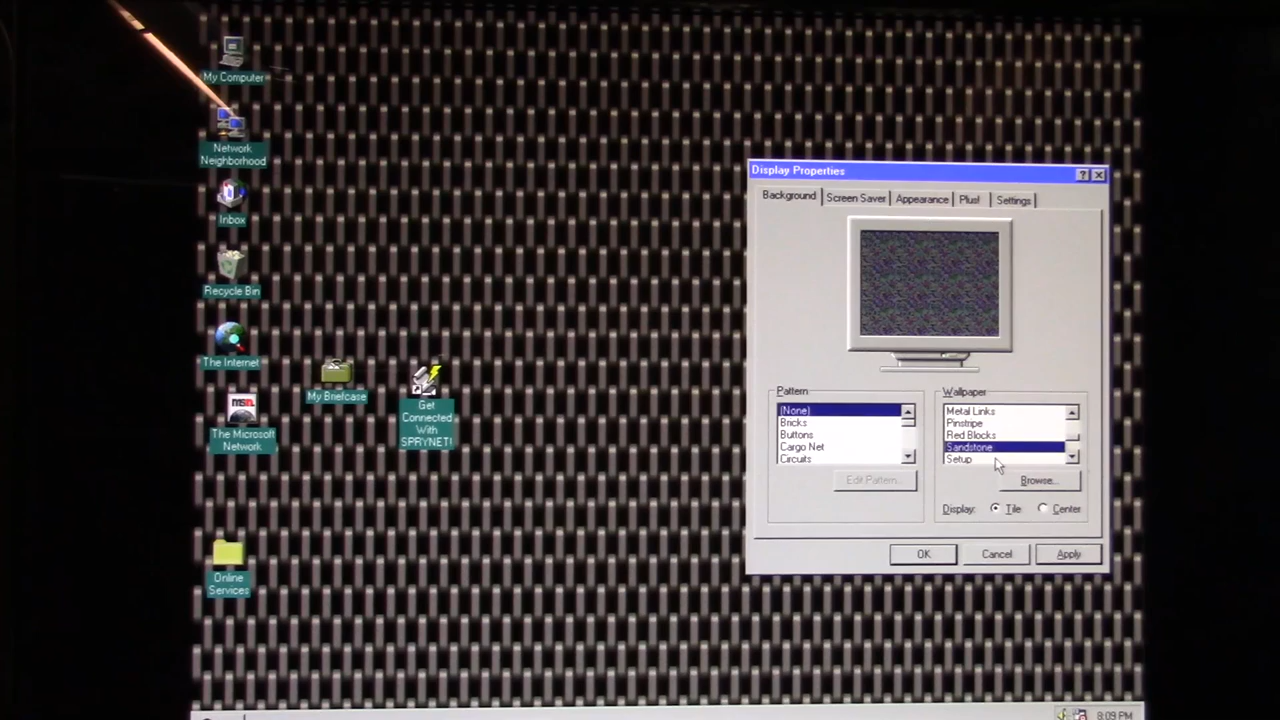 My Computer
Network
Neighborhood
Inbox
Recycle Bin
The Internet
My Briefcase
Get
Connected
With
SPRYNET!
msn
The Microsoft
Network
Online
Services
Display Properties
Background
Screen Saver
Appearance
Plus!
Settings
Pattern
(None)
Bricks
Buttons
Cargo Net
Circuits
Edit Pattern...
Wallpaper
Metal Links
Pinstripe
Red Blocks
Sandstone
Setup
Browse...
Display:
Tile
Center
OK
Cancel
Apply
8:09 PM